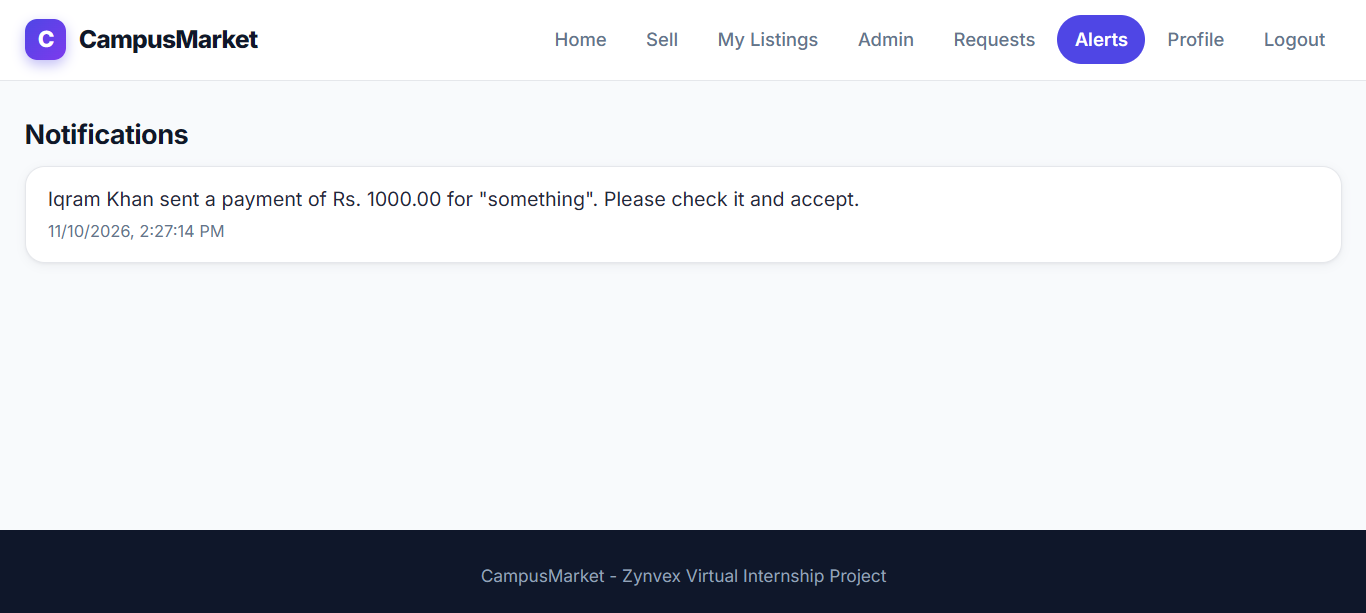 C CampusMarket Home Sell My Listings Admin Requests Alerts Profile Logout
Notifications
Iqram Khan sent a payment of Rs. 1000.00 for "something". Please check it and accept.
11/10/2026, 2:27:14 PM
CampusMarket - Zynvex Virtual Internship Project